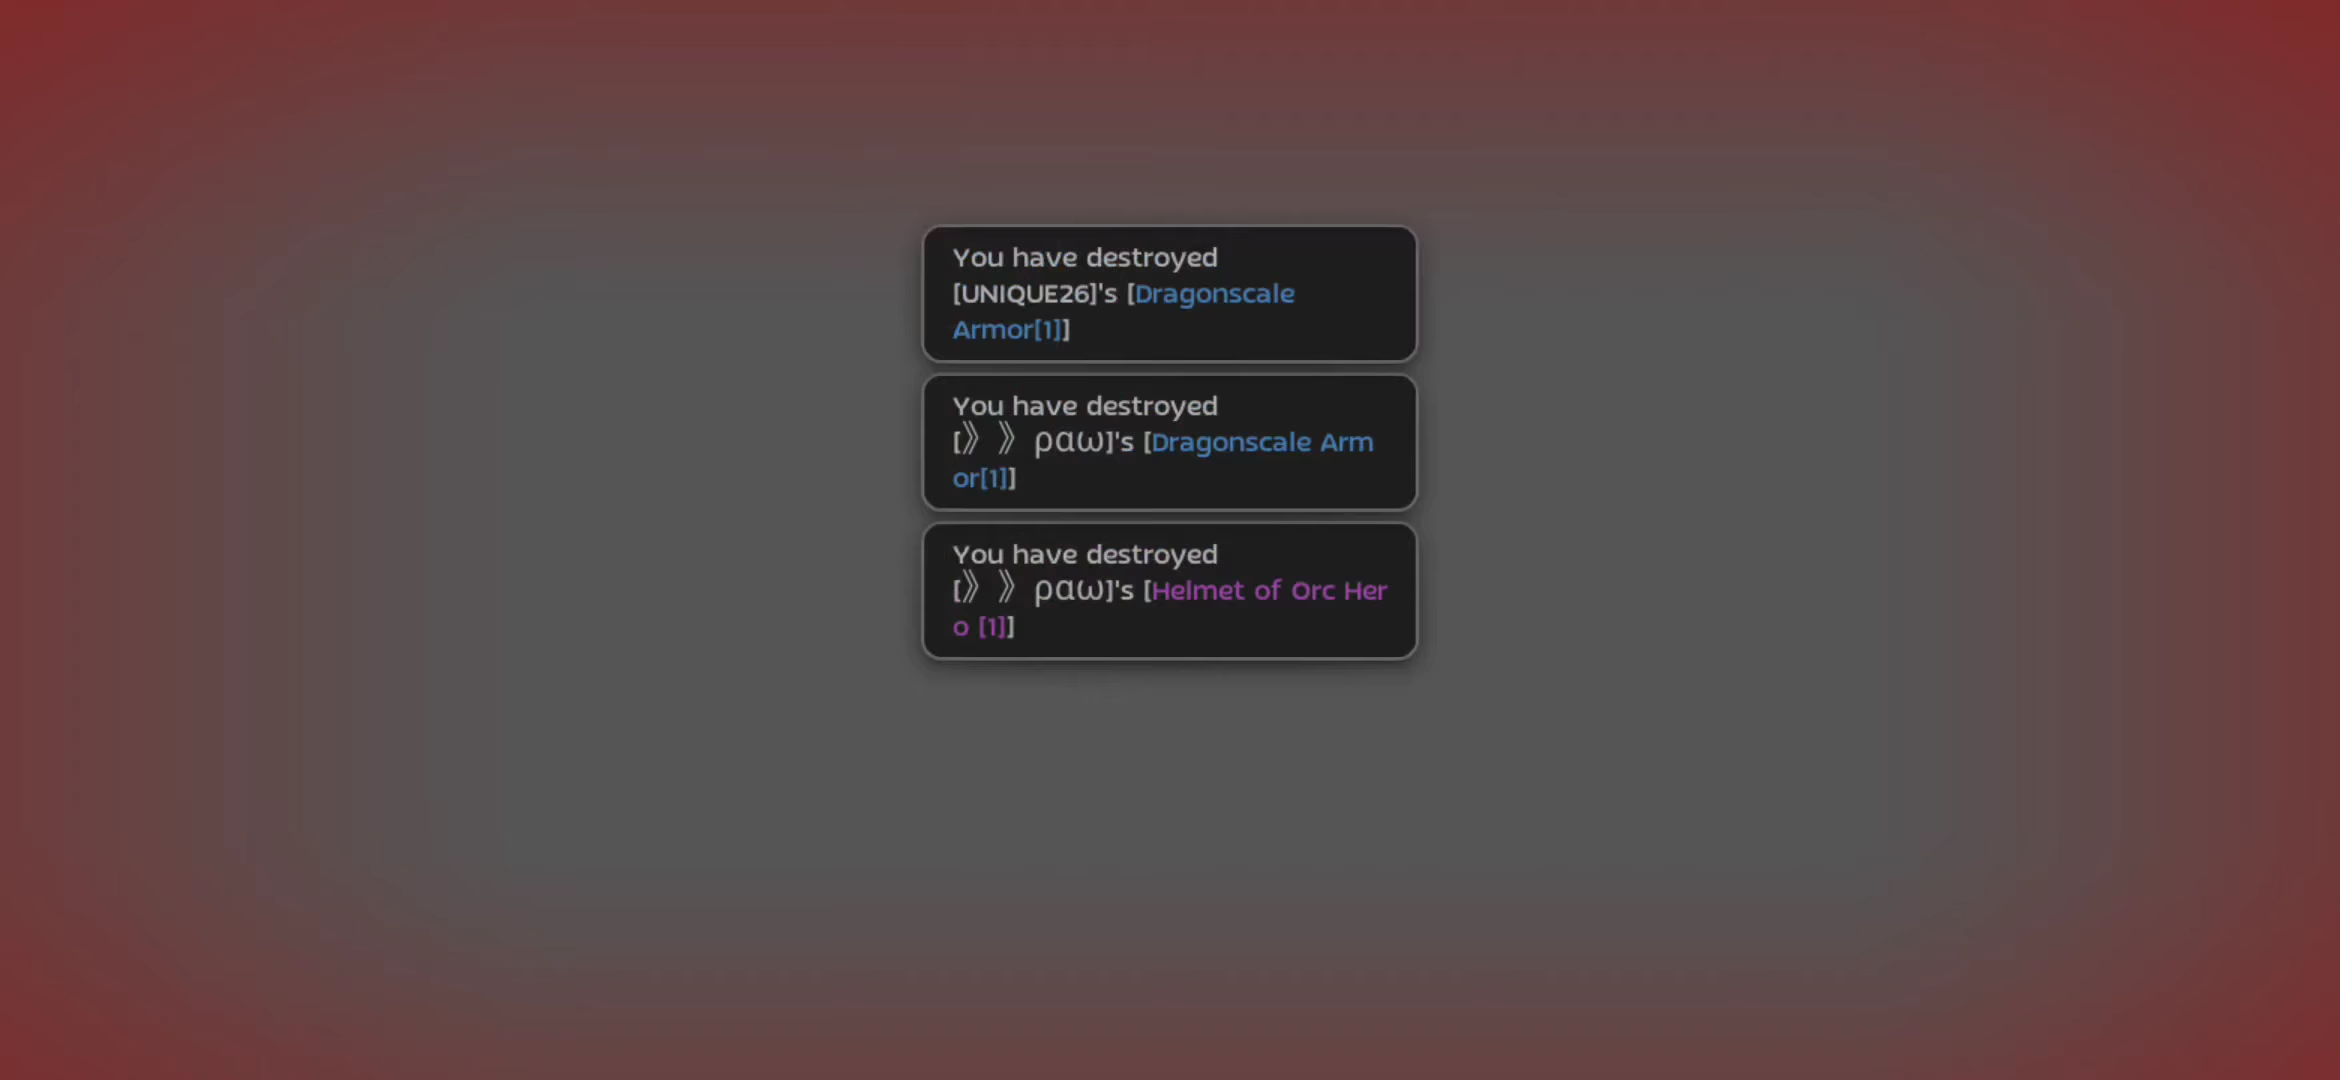 You have destroyed
[UNIQUE26]'s [Dragonscale
Armor[1]]
You have destroyed
[》 》 ραω]'s [Dragonscale Arm
or[1]]
You have destroyed
[》 》 ραω]'s [Helmet of Orc Her
o [1]]